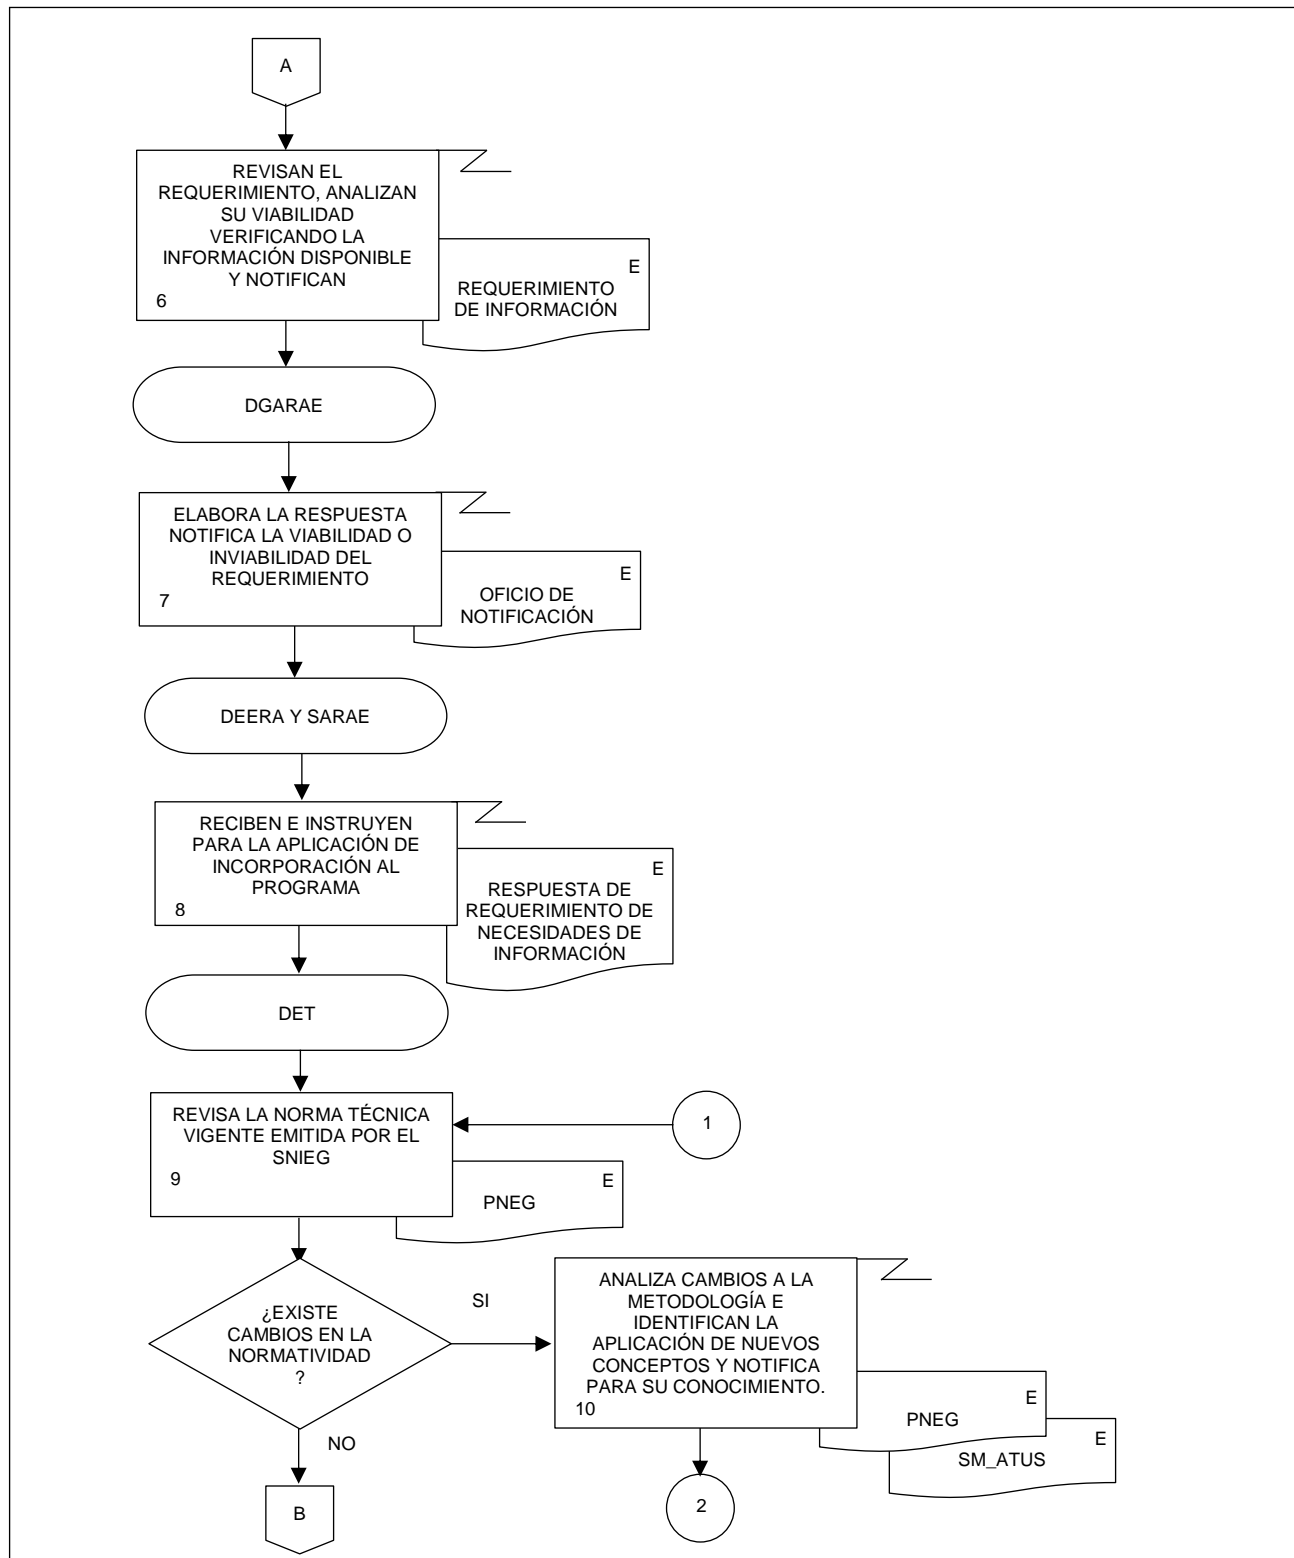 A
REVISAN EL
REQUERIMIENTO, ANALIZAN
SU VIABILIDAD
VERIFICANDO LA
INFORMACIÓN DISPONIBLE
Y NOTIFICAN
6
E
REQUERIMIENTO
DE INFORMACIÓN
DGARAE
ELABORA LA RESPUESTA
NOTIFICA LA VIABILIDAD O
INVIABILIDAD DEL
REQUERIMIENTO
7
E
OFICIO DE
NOTIFICACIÓN
DEERA Y SARAE
RECIBEN E INSTRUYEN
PARA LA APLICACIÓN DE
INCORPORACIÓN AL
PROGRAMA
8
E
RESPUESTA DE
REQUERIMIENTO DE
NECESIDADES DE
INFORMACIÓN
DET
REVISA LA NORMA TÉCNICA
VIGENTE EMITIDA POR EL
SNIEG
9
1
E
PNEG
¿EXISTE
CAMBIOS EN LA
NORMATIVIDAD
?
SI
NO
ANALIZA CAMBIOS A LA
METODOLOGÍA E
IDENTIFICAN LA
APLICACIÓN DE NUEVOS
CONCEPTOS Y NOTIFICA
PARA SU CONOCIMIENTO.
10
E
PNEG
E
SM_ATUS
B
2